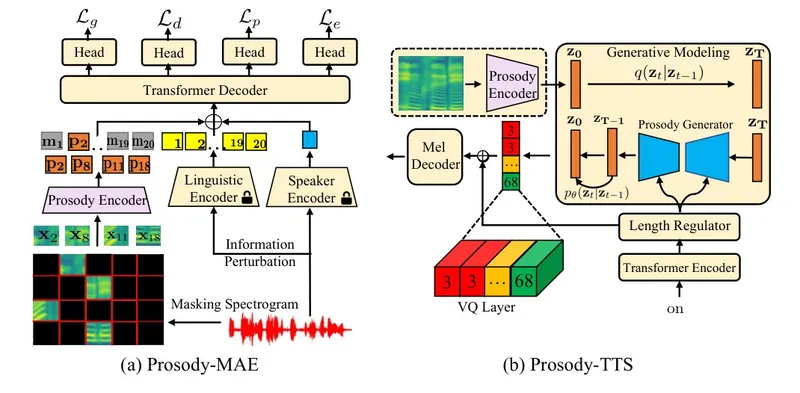 ℒg ℒd ℒp ℒe
Head Head Head Head
Transformer Decoder
m1 p2 .. m19 m20
p2 p8 p11 p18
1 2 .. 19 20
Prosody Encoder
Linguistic
Encoder
Speaker
Encoder
x2 x8 x11 x18
Information
Perturbation
Masking Spectrogram
(a) Prosody-MAE
Prosody
Encoder
Generative Modeling
z0 q(zt|zt−1) zT
z0 zT−1 Prosody Generator zT
pθ(zt|zt−1)
Mel
Decoder
3
3
...
68
Length Regulator
Transformer Encoder
on
3 3 ... 68
VQ Layer
(b) Prosody-TTS